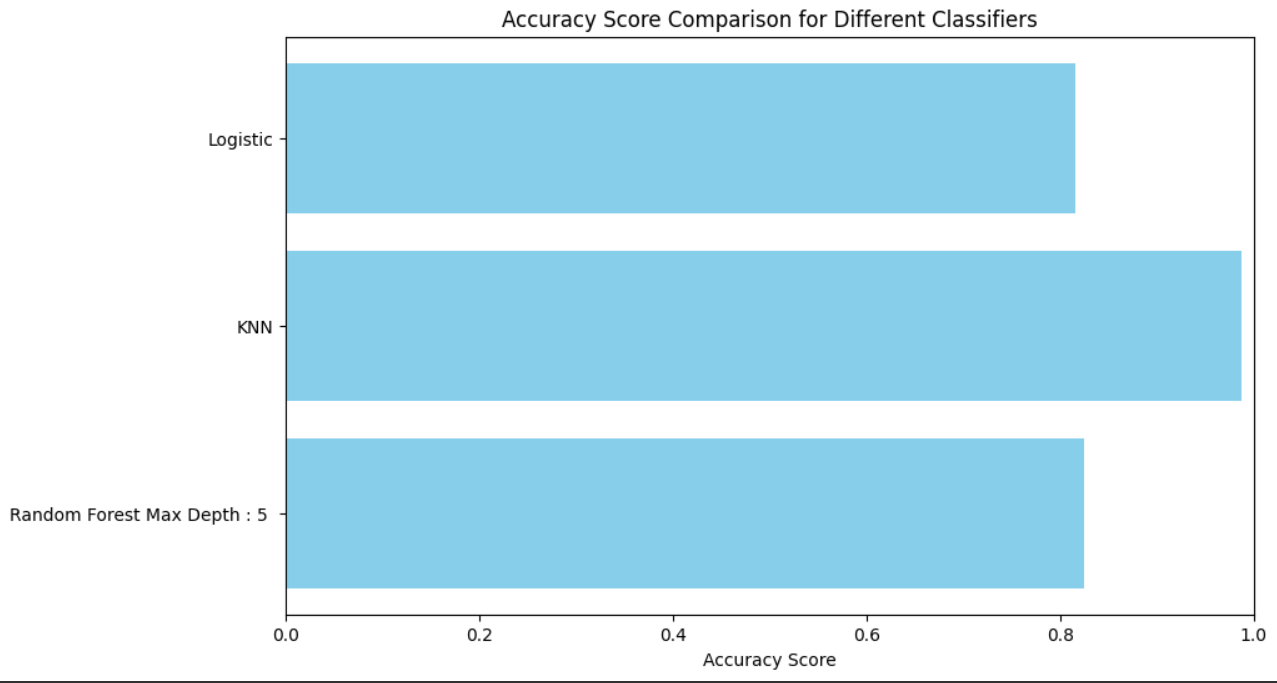 Accuracy Score Comparison for Different Classifiers
Logistic
KNN
Random Forest Max Depth : 5
0.0 0.2 0.4 0.6 0.8 1.0
Accuracy Score